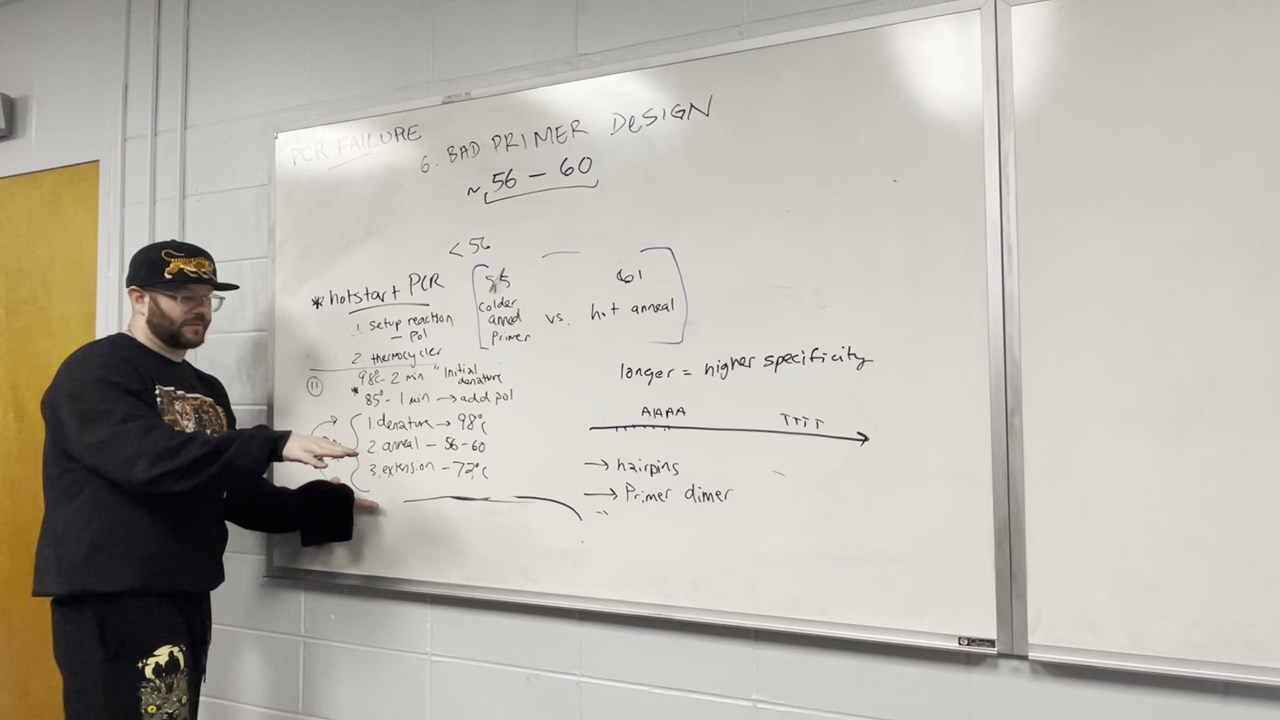 PCR FAILURE
6. BAD PRIMER DeSIGN
~ 56 - 60
< 56
* hotstart PCR
1. setup reaction
- pol
2. thermocycler
98°C - 2 min "Initial denature
* 85° - 1 min → add pol
1. denature → 98°C
2. anneal - 56-60
3. extension - 72°C
55
colder
anneal
primer
vs.
61
hot anneal
longer = higher specificity
AAAA
TTTT
→ hairpins
→ Primer dimer
"